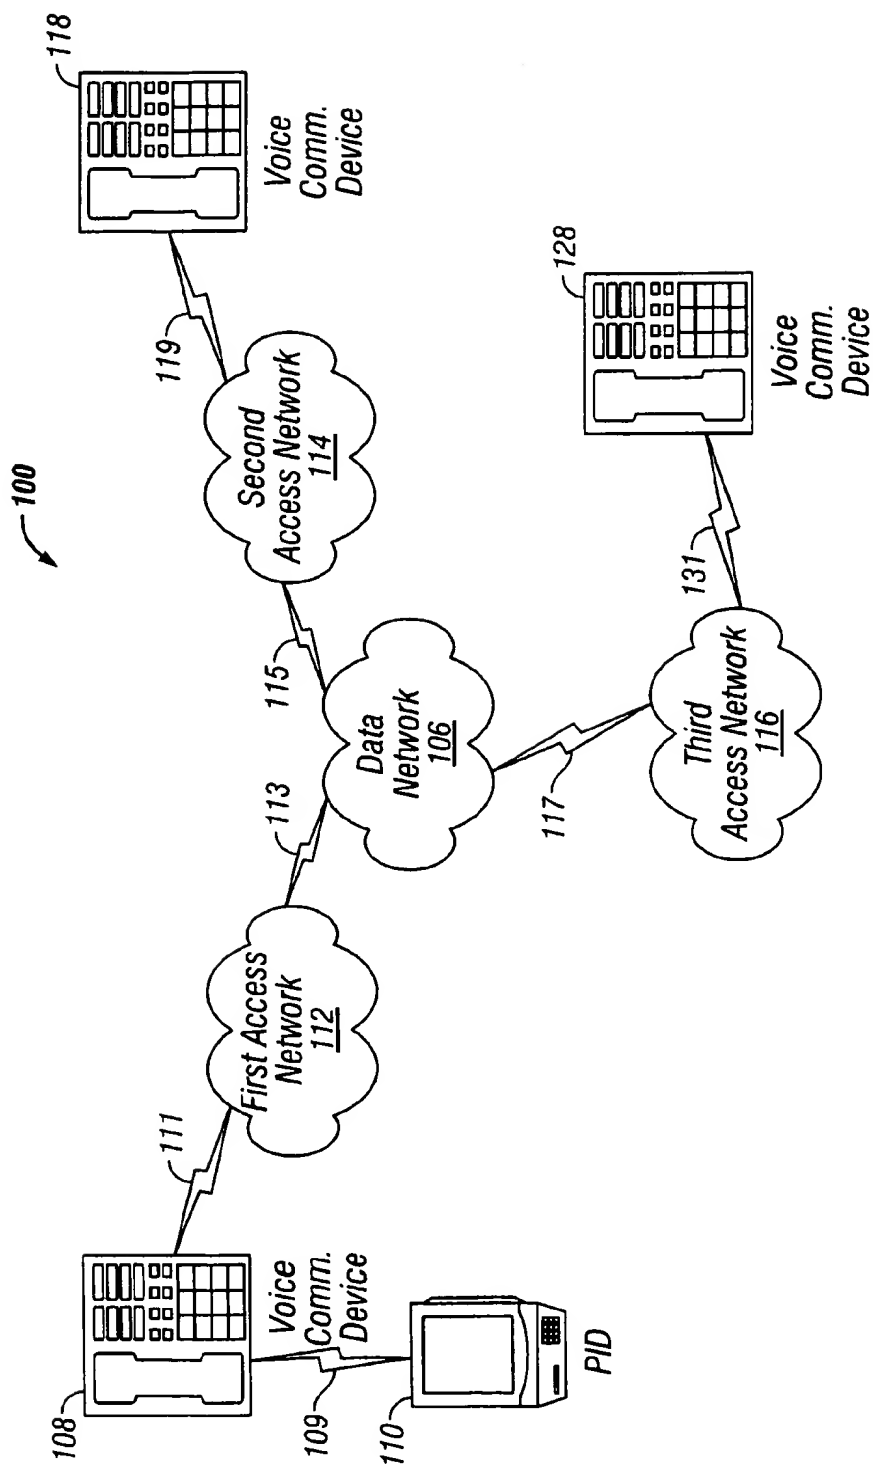 100
108
Voice
Comm.
Device
109
110
PID
111
First Access
Network
112
113
Data
Network
106
115
Second
Access Network
114
119
118
Voice
Comm.
Device
117
Third
Access Network
116
131
128
Voice
Comm.
Device